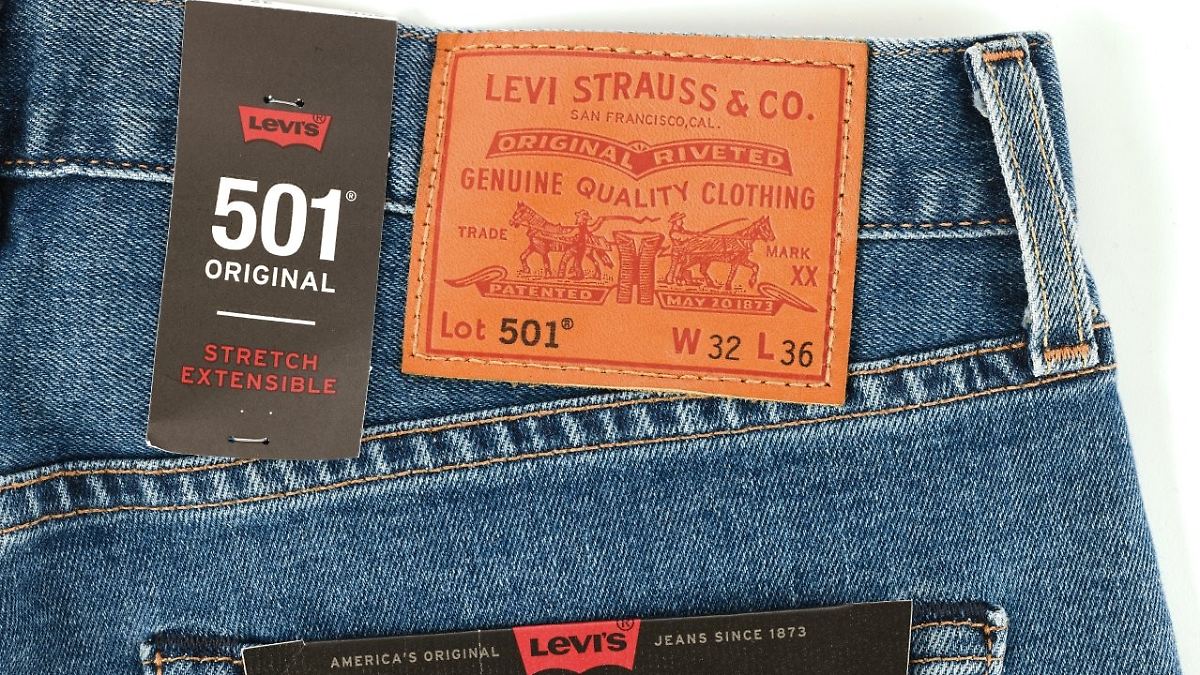 LEVI'S®
501®
ORIGINAL
STRETCH
EXTENSIBLE
LEVI STRAUSS & CO.
SAN FRANCISCO, CAL.
ORIGINAL RIVETED
GENUINE QUALITY CLOTHING
TRADE MARK
XX
PATENTED MAY 20 1873
Lot 501® W 32 L 36
AMERICA'S ORIGINAL LEVI'S® JEANS SINCE 1873